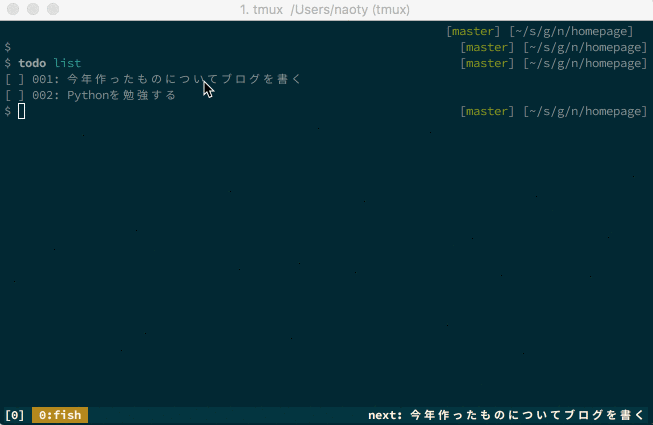 1. tmux /Users/naoty (tmux)
[master] [~/s/g/n/homepage]
$ [master] [~/s/g/n/homepage]
$ todo list [master] [~/s/g/n/homepage]
[ ] 001: 今年作ったものについてブログを書く
[ ] 002: Pythonを勉強する
$ [master] [~/s/g/n/homepage]
[0] 0:fish next: 今年作ったものについてブログを書く